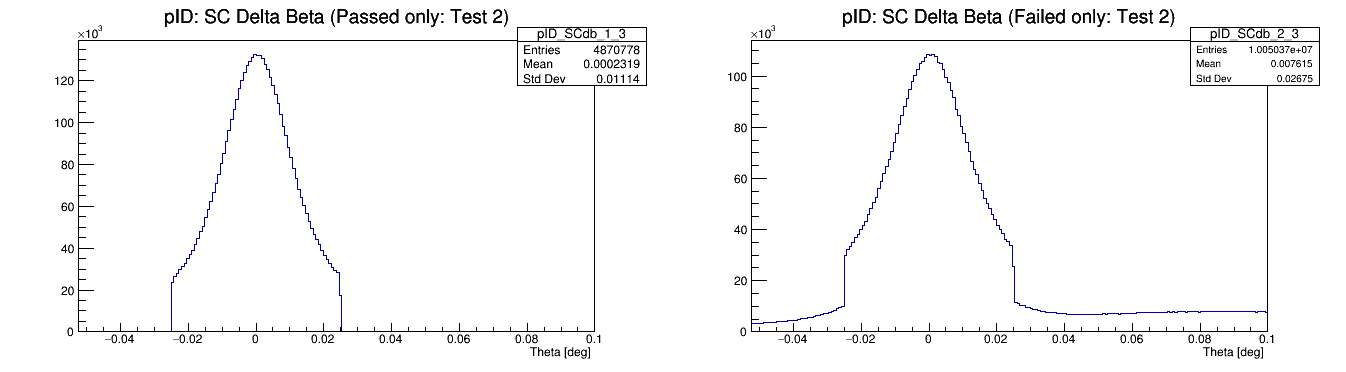 pID: SC Delta Beta (Passed only: Test 2)
×10³
pID_SCdb_1_3
Entries 4870778
Mean 0.0002319
Std Dev 0.01114
120
100
80
60
40
20
0
−0.04 −0.02 0 0.02 0.04 0.06 0.08 0.1
Theta [deg]
pID: SC Delta Beta (Failed only: Test 2)
×10³
pID_SCdb_2_3
Entries 1.005037e+07
Mean 0.007615
Std Dev 0.02675
100
80
60
40
20
0
−0.04 −0.02 0 0.02 0.04 0.06 0.08 0.1
Theta [deg]